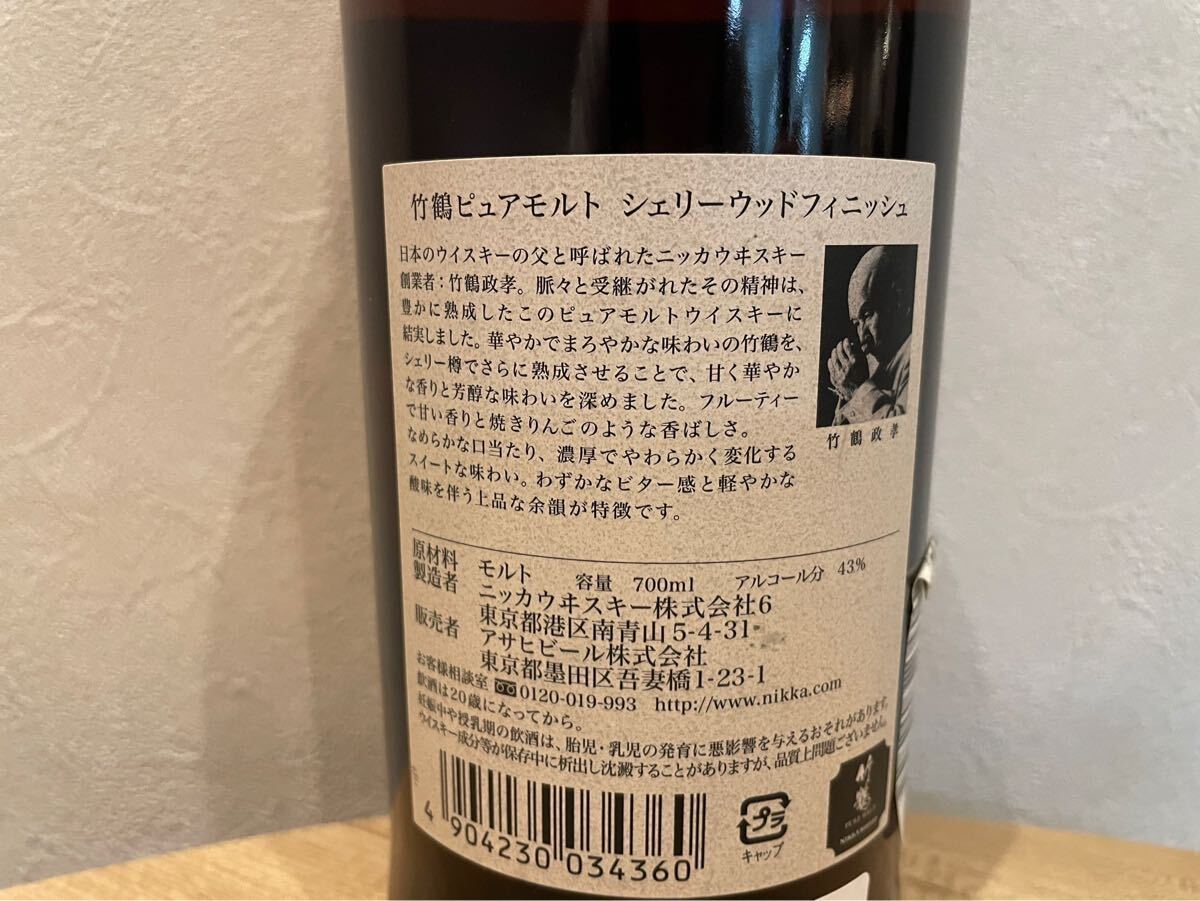 竹鶴ピュアモルト シェリーウッドフィニッシュ
日本のウイスキーの父と呼ばれたニッカウヰスキー
創業者：竹鶴政孝。脈々と受継がれたその精神は、
豊かに熟成したこのピュアモルトウイスキーに
結実しました。華やかでまろやかな味わいの竹鶴を、
シェリー樽でさらに熟成させることで、甘く華やか
な香りと芳醇な味わいを深めました。フルーティー
で甘い香りと焼きりんごのような香ばしさ。
なめらかな口当たり、濃厚でやわらかく変化する
スイートな味わい。わずかなビター感と軽やかな
酸味を伴う上品な余韻が特徴です。
竹鶴政孝
原材料 モルト 容量 700ml アルコール分 43%
製造者 ニッカウヰスキー株式会社6
東京都港区南青山5-4-31
販売者 アサヒビール株式会社
東京都墨田区吾妻橋1-23-1
お客様相談室 0120-019-993 http://www.nikka.com
飲酒は20歳になってから。
妊娠中や授乳期の飲酒は、胎児・乳児の発育に悪影響を与えるおそれがあります。
ウイスキー成分等が保存中に析出し沈澱することがありますが、品質上問題ございません。
4 904230 034360
プラ
キャップ
竹鶴
PURE MALT